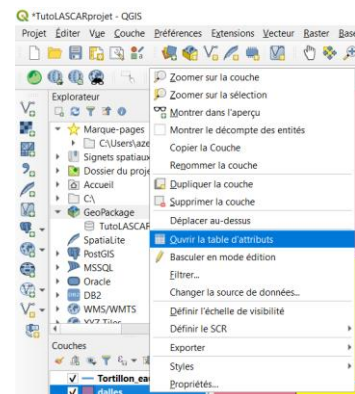 *TutoLASCARprojet - QGIS
Projet Éditer Vue Couche Préférences Extensions Vecteur Raster Base
Explorateur
Marque-pages
C:\Users\aze
Signets spatiaux
Dossier du proje
Accueil
C:\
GeoPackage
TutoLASCAR
SpatiaLite
PostGIS
MSSQL
Oracle
DB2
WMS/WMTS
XYZ Tiles
Couches
Tortillon_eau
dalles
Zoomer sur la couche
Zoomer sur la sélection
Montrer dans l'aperçu
Montrer le décompte des entités
Copier la Couche
Renommer la couche
Dupliquer la couche
Supprimer la couche
Déplacer au-dessus
Ouvrir la table d'attributs
Basculer en mode édition
Filtrer...
Changer la source de données...
Définir l'échelle de visibilité
Définir le SCR
Exporter
Styles
Propriétés...